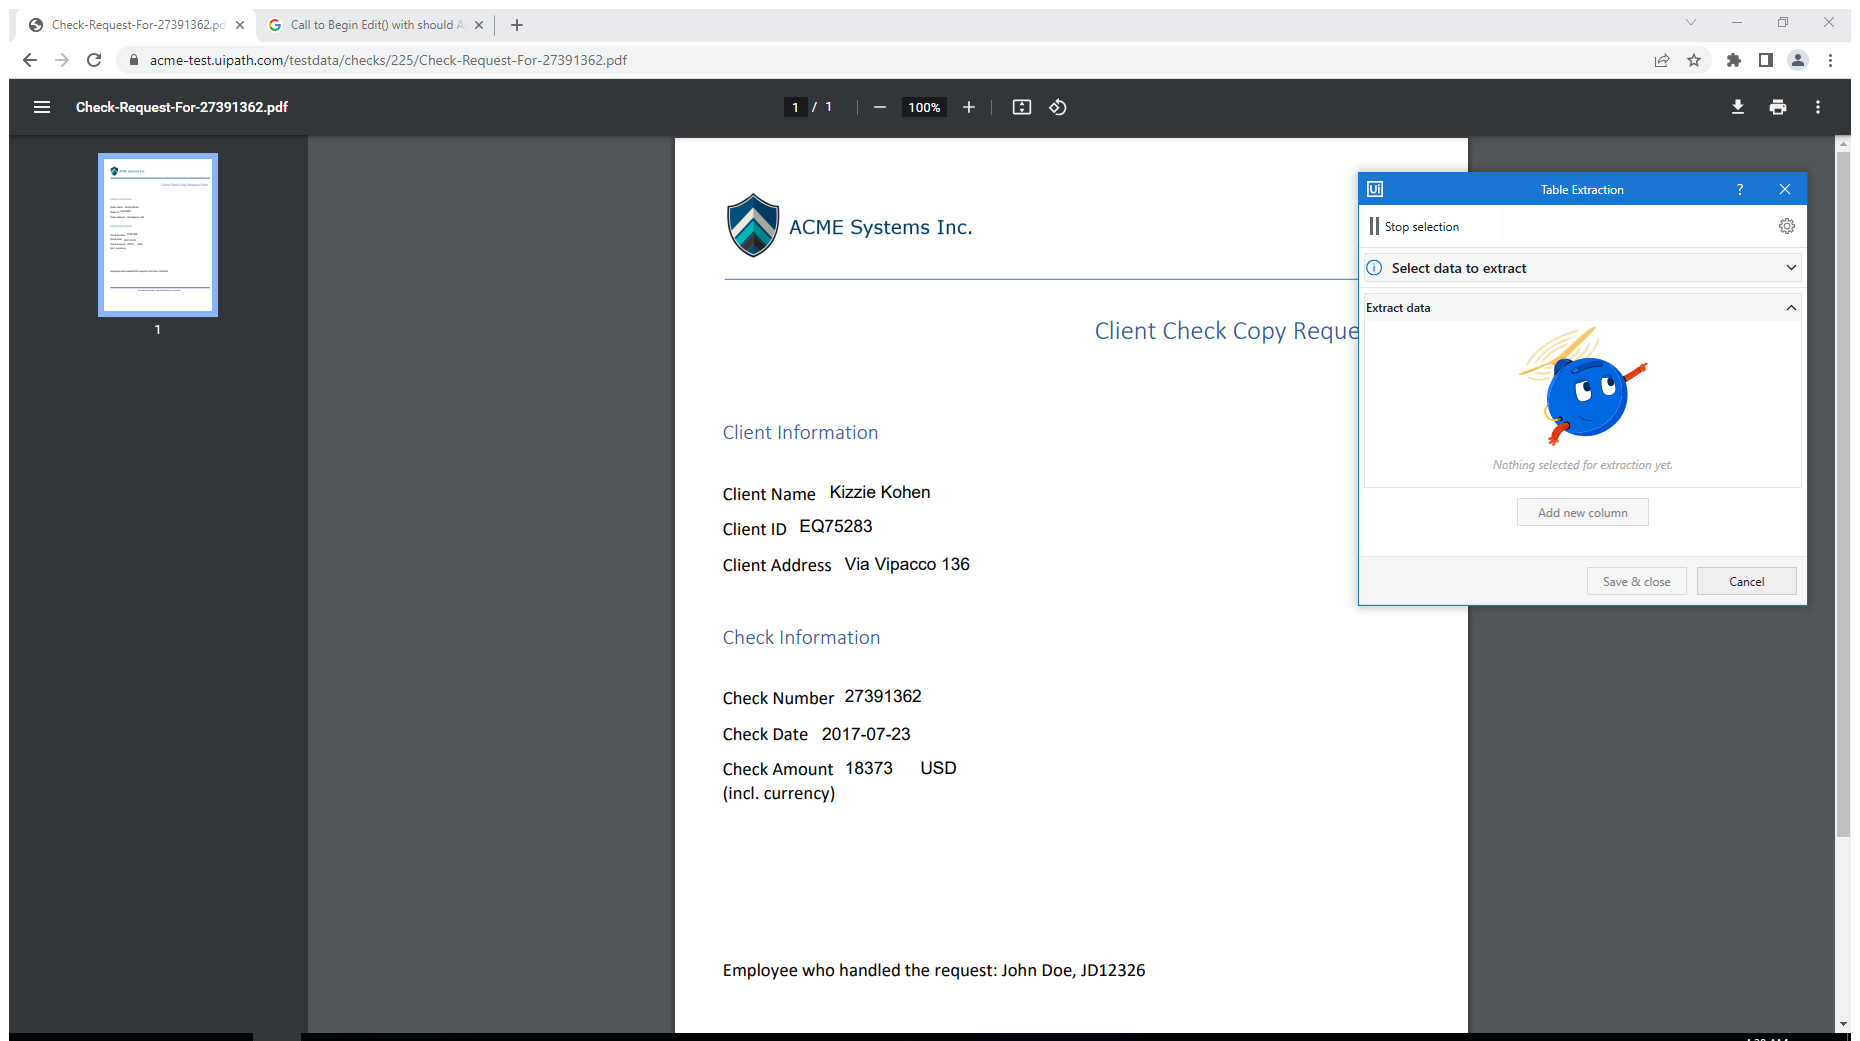 Check-Request-For-27391362.pd
Call to Begin Edit() with should A
acme-test.uipath.com/testdata/checks/225/Check-Request-For-27391362.pdf
Check-Request-For-27391362.pdf
1 / 1
100%
1
ACME Systems Inc.
Client Check Copy Reque
Client Information
Client Name Kizzie Kohen
Client ID EQ75283
Client Address Via Vipacco 136
Check Information
Check Number 27391362
Check Date 2017-07-23
Check Amount 18373 USD
(incl. currency)
Employee who handled the request: John Doe, JD12326
Ui Table Extraction ?
Stop selection
Select data to extract
Extract data
Nothing selected for extraction yet.
Add new column
Save & close
Cancel